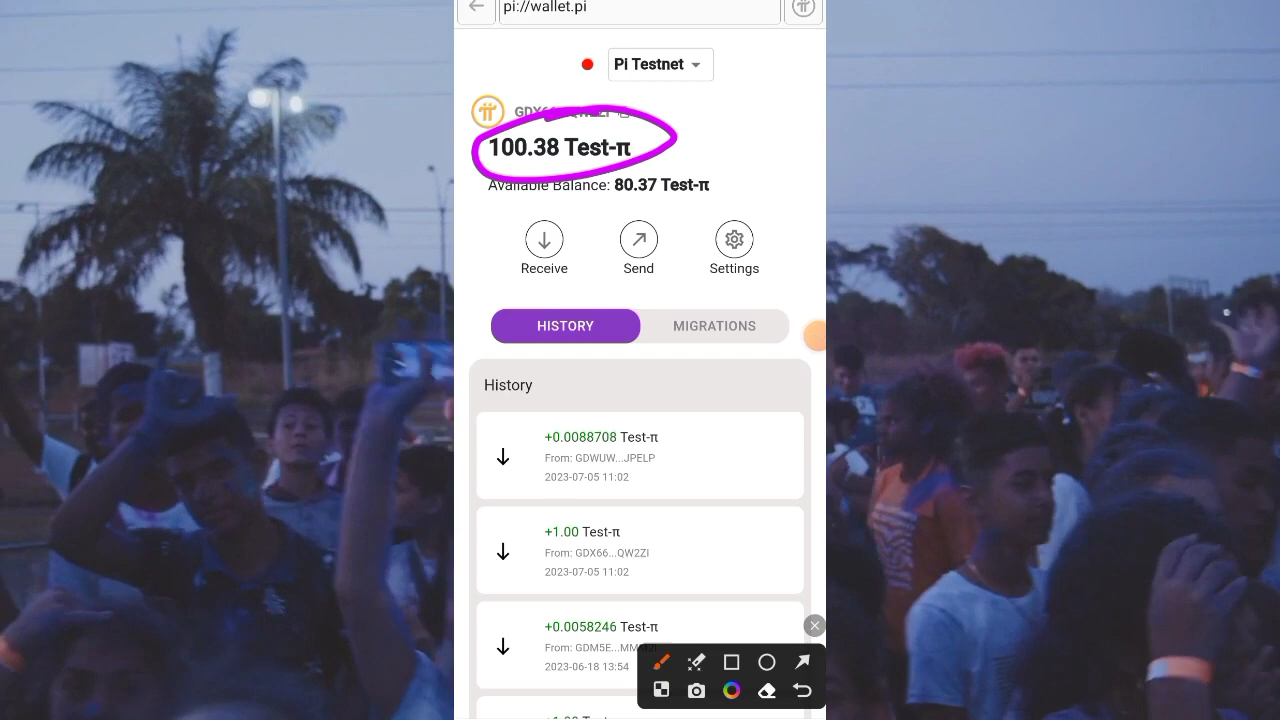 pi://wallet.pi
Pi Testnet
100.38 Test-π
Available Balance: 80.37 Test-π
Receive
Send
Settings
HISTORY
MIGRATIONS
History
+0.0088708 Test-π
From: GDWUW...JPELP
2023-07-05 11:02
+1.00 Test-π
From: GDX66...QW2ZI
2023-07-05 11:02
+0.0058246 Test-π
From: GDM5E...
2023-06-18 13:54